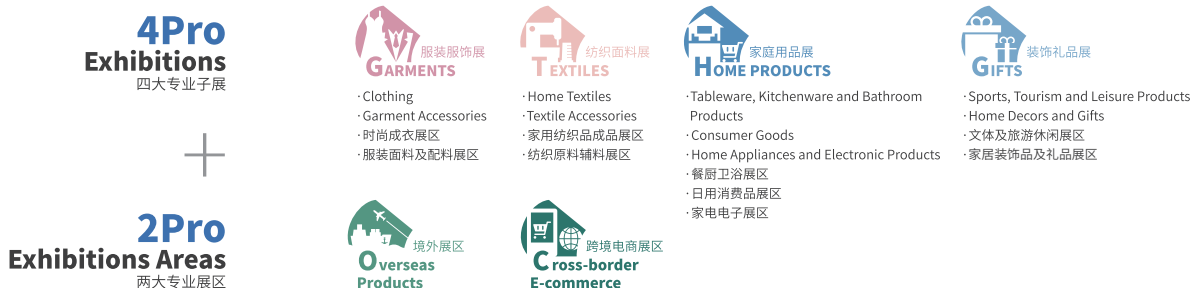 4Pro
Exhibitions
四大专业子展
服装服饰展
GARMENTS
· Clothing
· Garment Accessories
· 时尚成衣展区
· 服装面料及配料展区
纺织面料展
TEXTILES
· Home Textiles
· Textile Accessories
· 家用纺织品成品展区
· 纺织原料辅料展区
家庭用品展
HOME PRODUCTS
· Tableware, Kitchenware and Bathroom
Products
· Consumer Goods
· Home Appliances and Electronic Products
· 餐厨卫浴展区
· 日用消费品展区
· 家电电子展区
装饰礼品展
GIFTS
· Sports, Tourism and Leisure Products
· Home Decors and Gifts
· 文体及旅游休闲展区
· 家居装饰品及礼品展区
2Pro
Exhibitions Areas
两大专业展区
境外展区
Overseas
Products
跨境电商展区
Cross-border
E-commerce